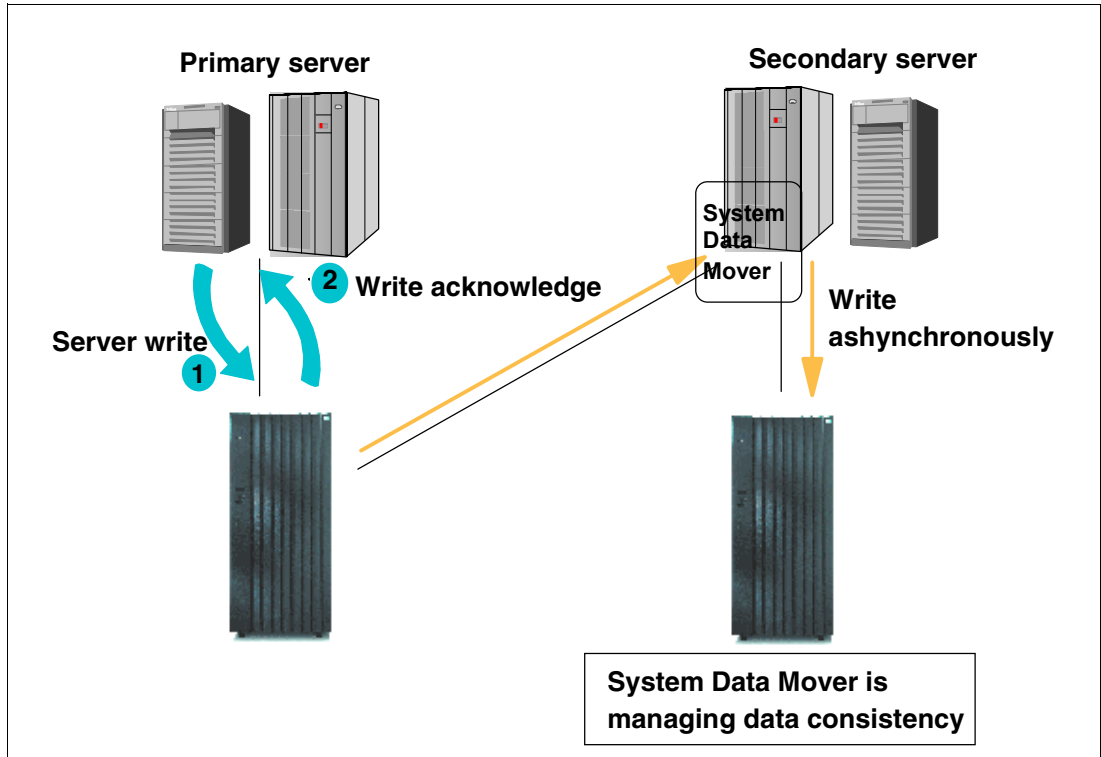 Primary server
Secondary server
System
Data
Mover
2 Write acknowledge
Server write
1
Write
ashynchronously
System Data Mover is
managing data consistency